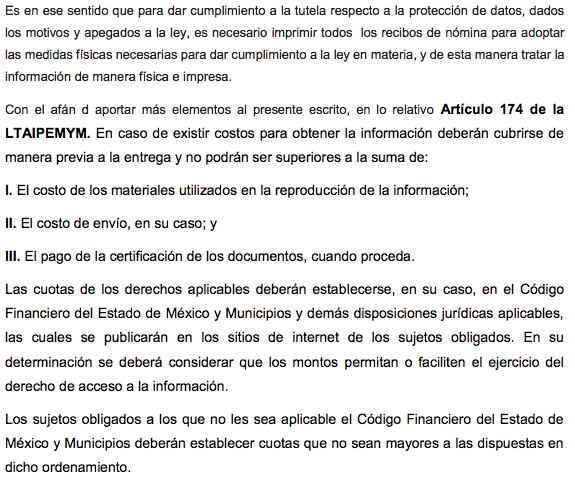 Es en ese sentido que para dar cumplimiento a la tutela respecto a la protección de datos, dados
los motivos y apegados a la ley, es necesario imprimir todos los recibos de nómina para adoptar
las medidas físicas necesarias para dar cumplimiento a la ley en materia, y de esta manera tratar la
información de manera física e impresa.
Con el afán d aportar más elementos al presente escrito, en lo relativo Artículo 174 de la
LTAIPEMYM. En caso de existir costos para obtener la información deberán cubrirse de
manera previa a la entrega y no podrán ser superiores a la suma de:
I. El costo de los materiales utilizados en la reproducción de la información;
II. El costo de envío, en su caso; y
III. El pago de la certificación de los documentos, cuando proceda.
Las cuotas de los derechos aplicables deberán establecerse, en su caso, en el Código
Financiero del Estado de México y Municipios y demás disposiciones jurídicas aplicables,
las cuales se publicarán en los sitios de internet de los sujetos obligados. En su
determinación se deberá considerar que los montos permitan o faciliten el ejercicio del
derecho de acceso a la información.
Los sujetos obligados a los que no les sea aplicable el Código Financiero del Estado de
México y Municipios deberán establecer cuotas que no sean mayores a las dispuestas en
dicho ordenamiento.